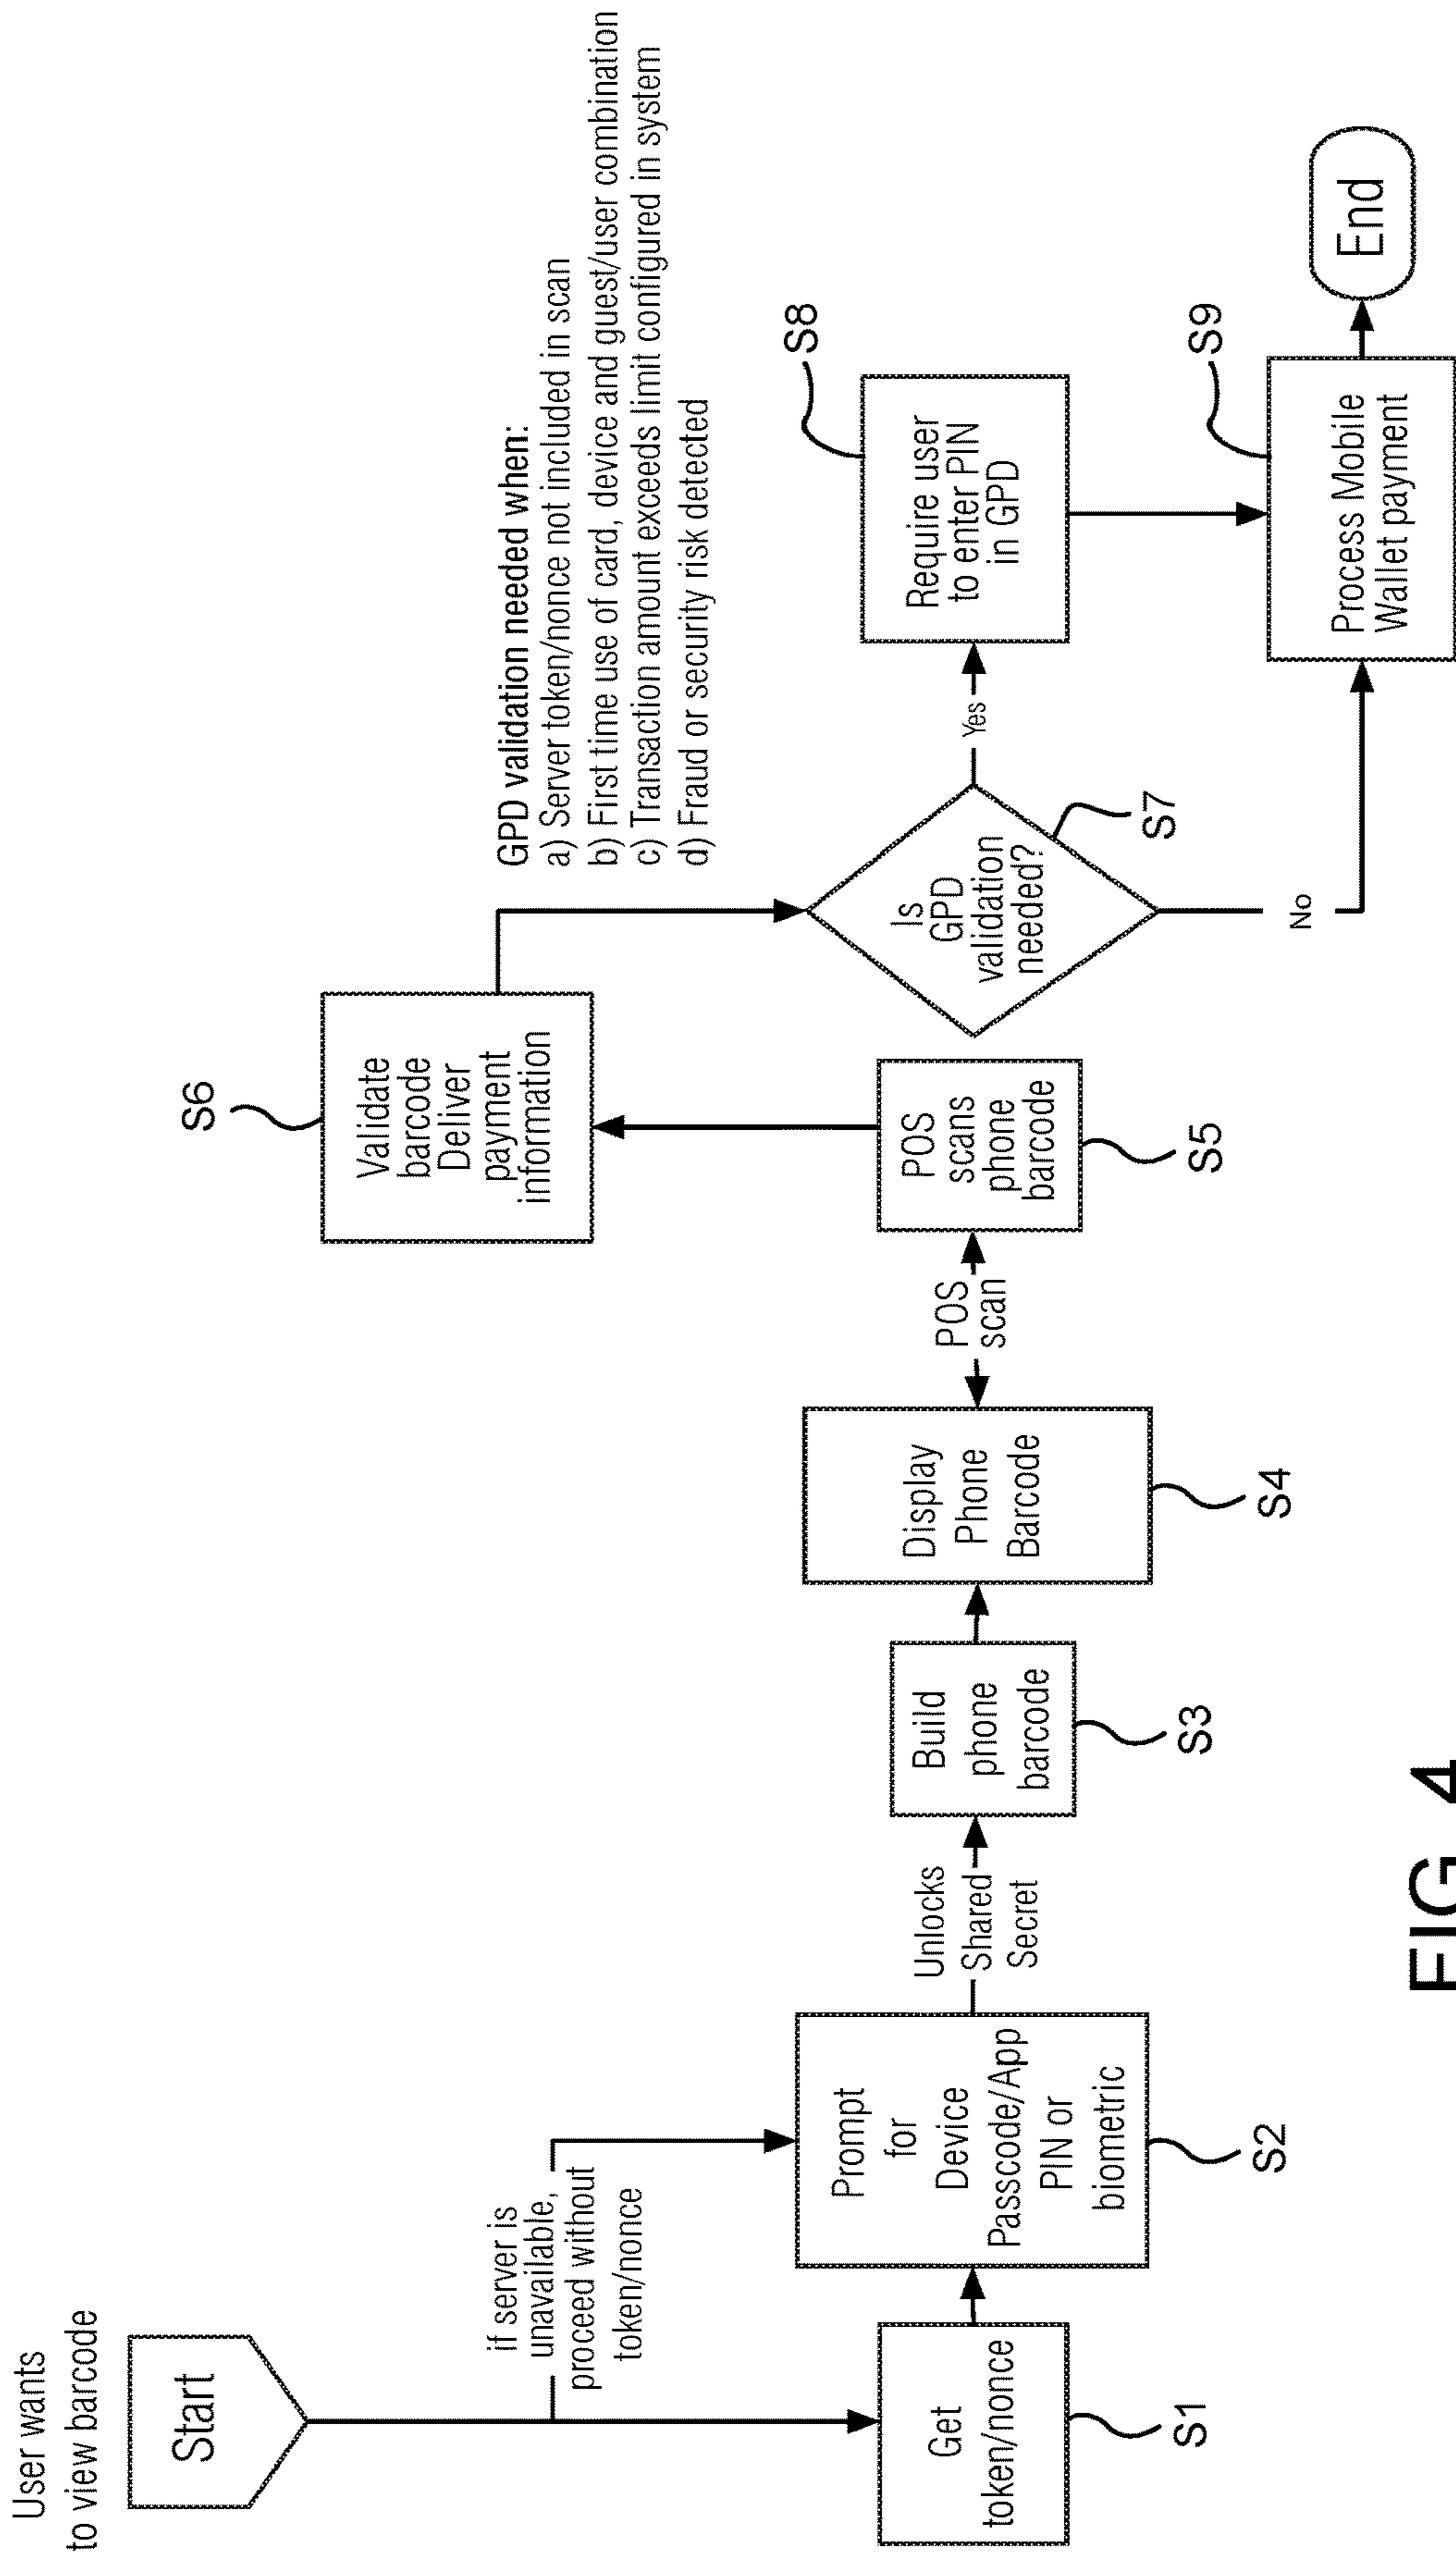 User wants
to view barcode
Start
if server is
unavailable,
proceed without
token/nonce
Get
token/nonce
S1
Prompt
for
Device
Passcode/App
PIN or
biometric
S2
Unlocks
Shared
Secret
Build
phone
barcode
S3
Display
Phone
Barcode
S4
POS
scan
POS
scans
phone
barcode
S5
S6
Validate
barcode
Deliver
payment
information
GPD validation needed when:
a) Server token/nonce not included in scan
b) First time use of card, device and guest/user combination
c) Transaction amount exceeds limit configured in system
d) Fraud or security risk detected
Is
GPD
validation
needed?
S7
Yes
No
S8
Require user
to enter PIN
in GPD
S9
Process Mobile
Wallet payment
End
FIG. 4